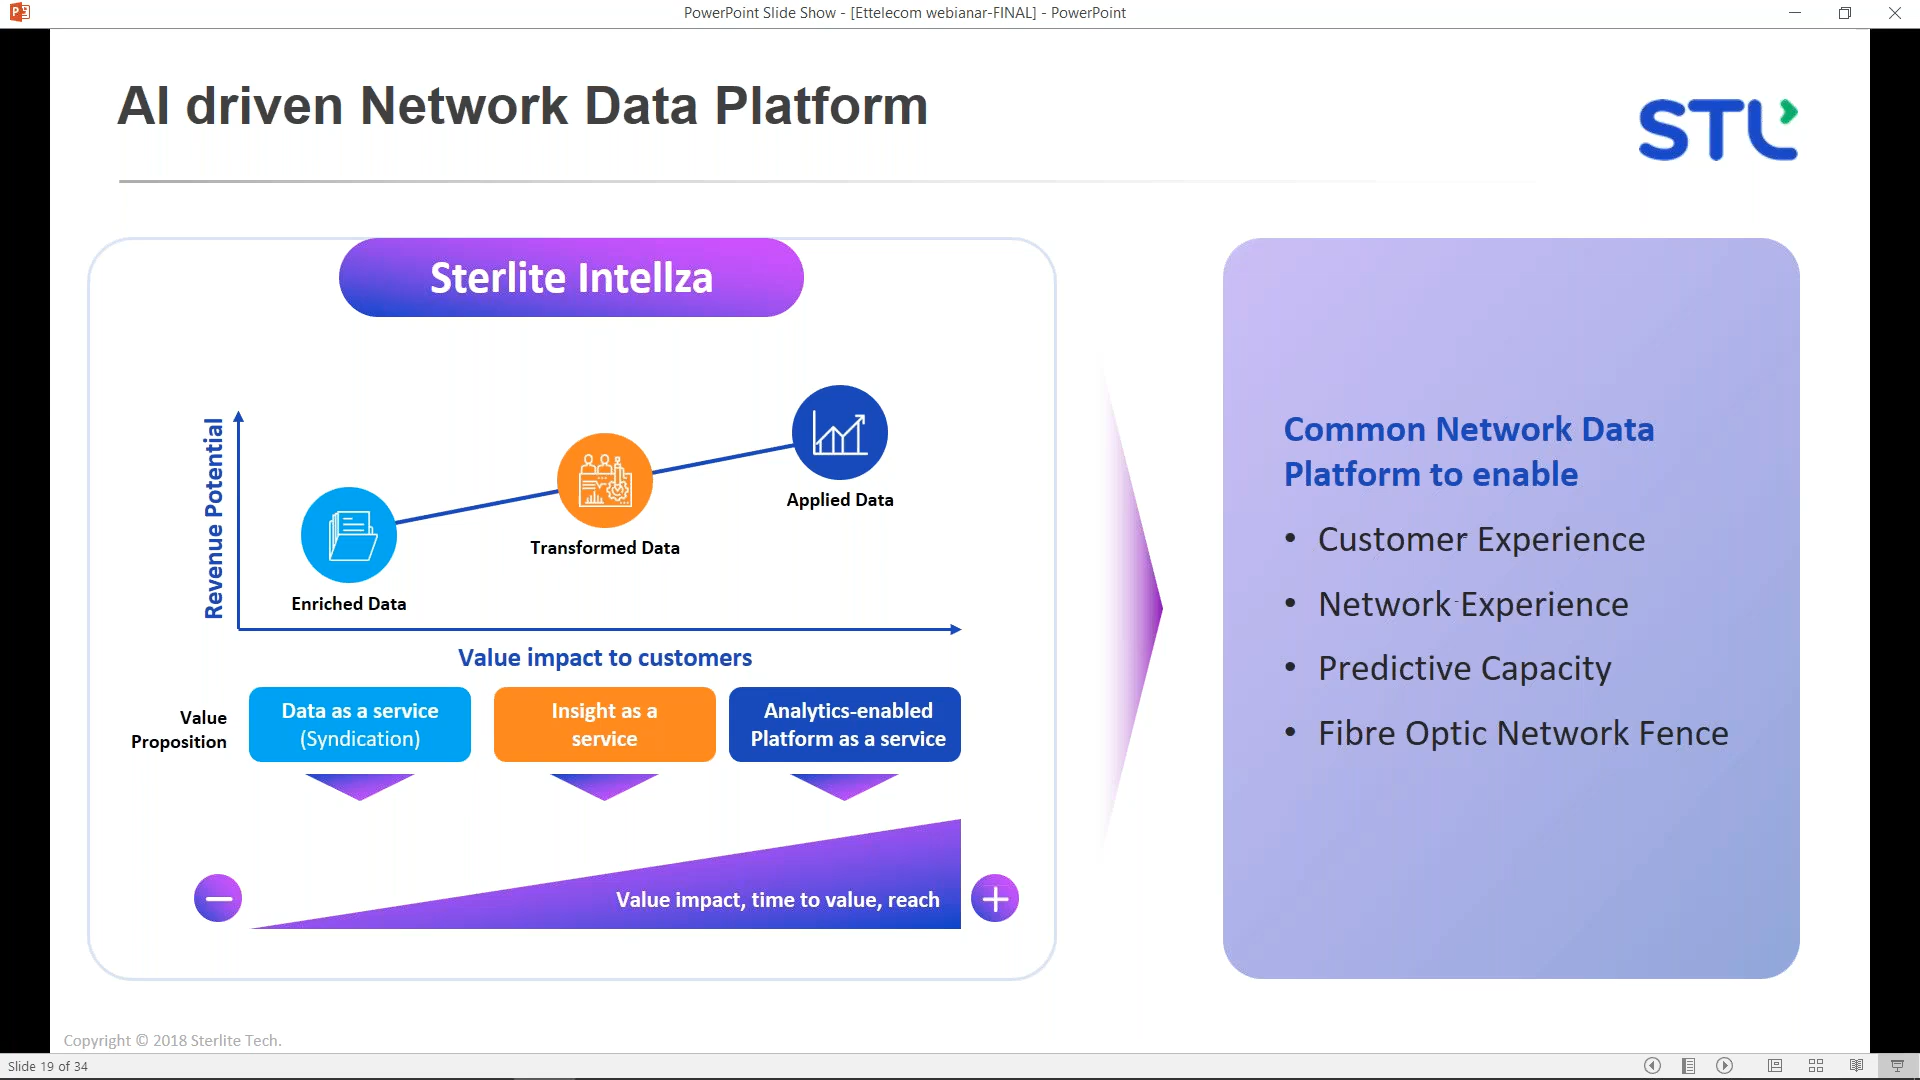 PowerPoint Slide Show - [Ettelecom webianar-FINAL] - PowerPoint
AI driven Network Data Platform
STL
Sterlite Intellza
Revenue Potential
Enriched Data
Transformed Data
Applied Data
Value impact to customers
Value
Proposition
Data as a service
(Syndication)
Insight as a
service
Analytics-enabled
Platform as a service
Value impact, time to value, reach
Common Network Data
Platform to enable
• Customer Experience
• Network Experience
• Predictive Capacity
• Fibre Optic Network Fence
Copyright © 2018 Sterlite Tech.
Slide 19 of 34